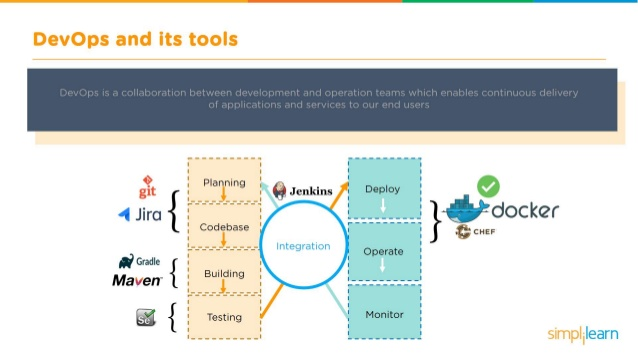 DevOps and its tools
DevOps is a collaboration between development and operation teams which enables continuous delivery
of applications and services to our end users
git
Jira
Gradle
Maven
Se
Planning
Codebase
Building
Testing
Jenkins
Integration
Deploy
Operate
Monitor
docker
CHEF
simplilearn